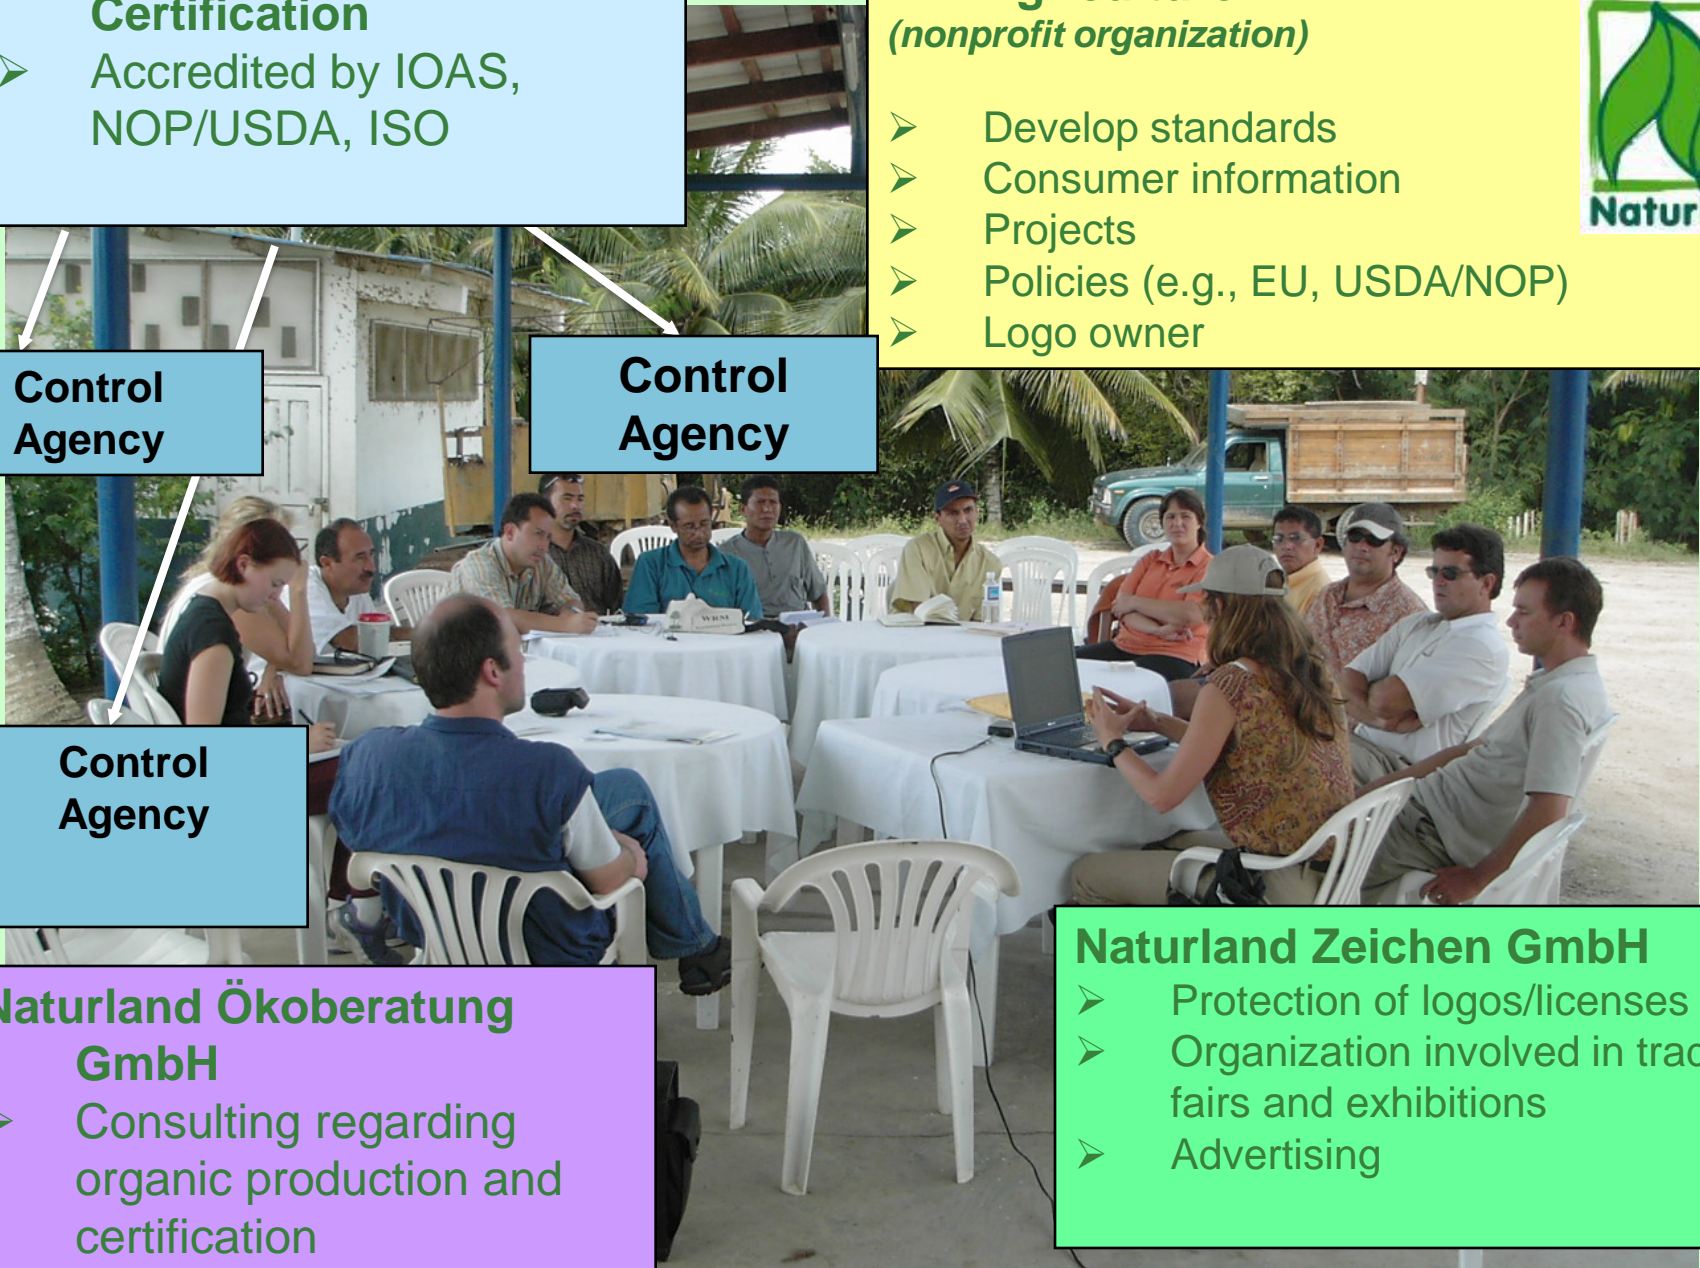 Certification
➢ Accredited by IOAS,
NOP/USDA, ISO
(nonprofit organization)
➢ Develop standards
➢ Consumer information
➢ Projects
➢ Policies (e.g., EU, USDA/NOP)
➢ Logo owner
Natur
Control
Agency
Control
Agency
WRM
Control
Agency
Naturland Ökoberatung
GmbH
➢ Consulting regarding
organic production and
certification
Naturland Zeichen GmbH
➢ Protection of logos/licenses
➢ Organization involved in
fairs and exhibitions
➢ Advertising